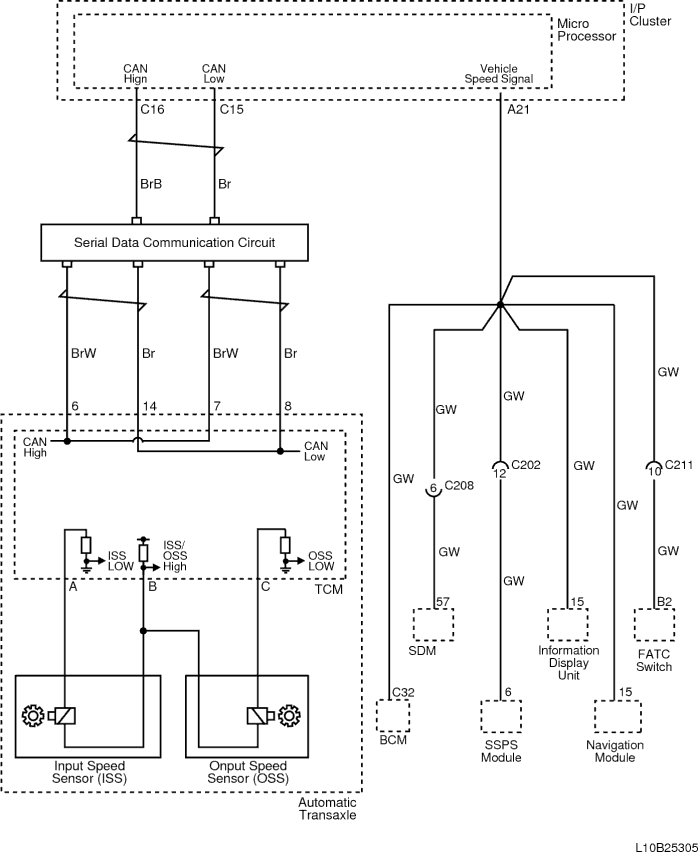 I/P
Cluster
Micro
Processor
CAN
Hign
CAN
Low
Vehicle
Speed Signal
C16
C15
A21
BrB
Br
Serial Data Communication Circuit
BrW
Br
BrW
Br
6
14
7
8
CAN
High
CAN
Low
ISS
LOW
ISS/
OSS
High
OSS
LOW
A
B
C
TCM
Input Speed
Sensor (ISS)
Onput Speed
Sensor (OSS)
Automatic
Transaxle
GW
GW
GW
GW
6
C208
12
C202
GW
10
C211
GW
GW
GW
GW
57
SDM
15
Information
Display
Unit
B2
FATC
Switch
C32
BCM
6
SSPS
Module
15
Navigation
Module
L10B25305